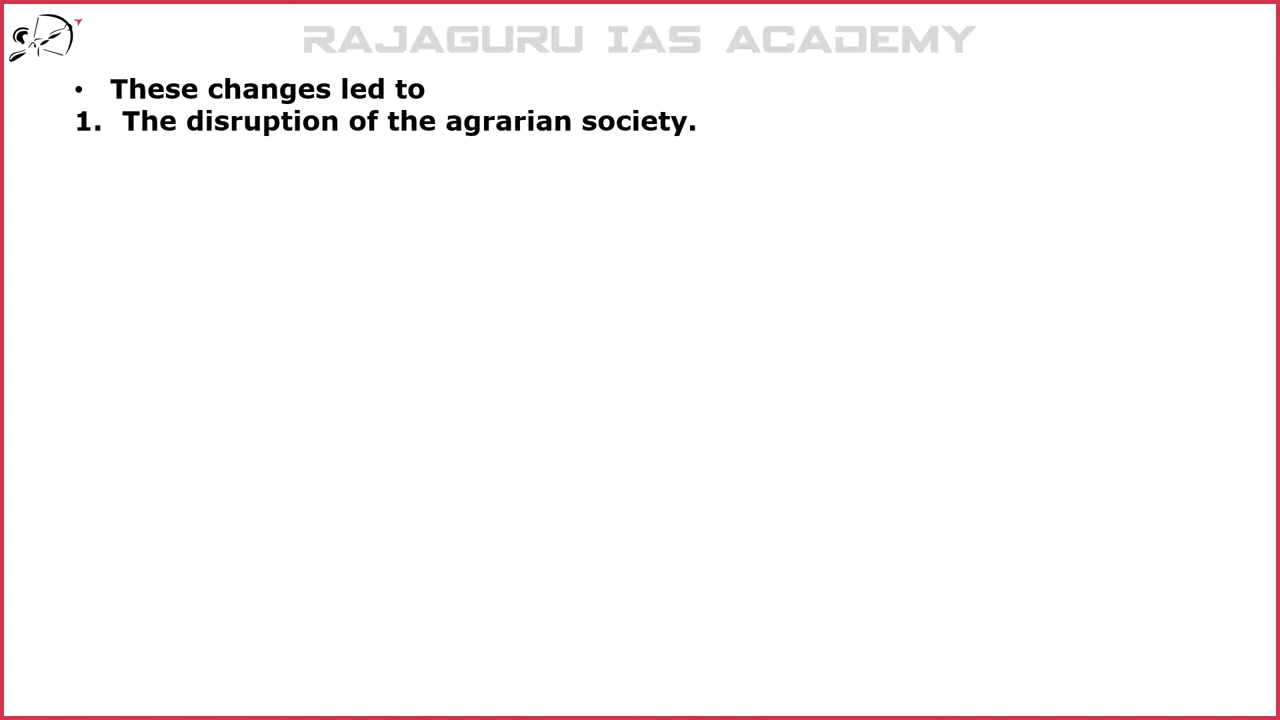 RAJAGURU IAS ACADEMY
• These changes led to
1. The disruption of the agrarian society.